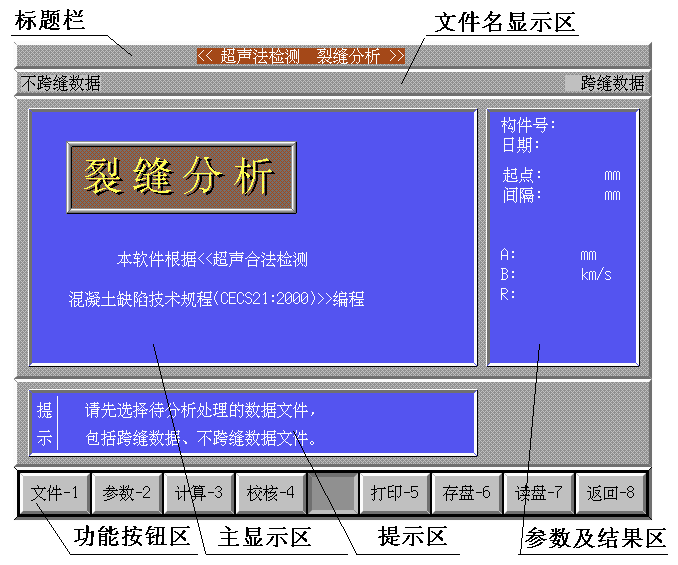 标题栏
文件名显示区
<< 超声法检测 裂缝分析 >>
不跨缝数据
跨缝数据
裂缝分析
本软件根据<<超声合法检测
混凝土缺陷技术规程(CECS21:2000)>>编程
构件号:
日期:
起点: mm
间隔: mm
A: mm
B: km/s
R:
提示
请先选择待分析处理的数据文件,
包括跨缝数据、不跨缝数据文件。
文件-1 参数-2 计算-3 校核-4 打印-5 存盘-6 读盘-7 返回-8
功能按钮区
主显示区
提示区
参数及结果区